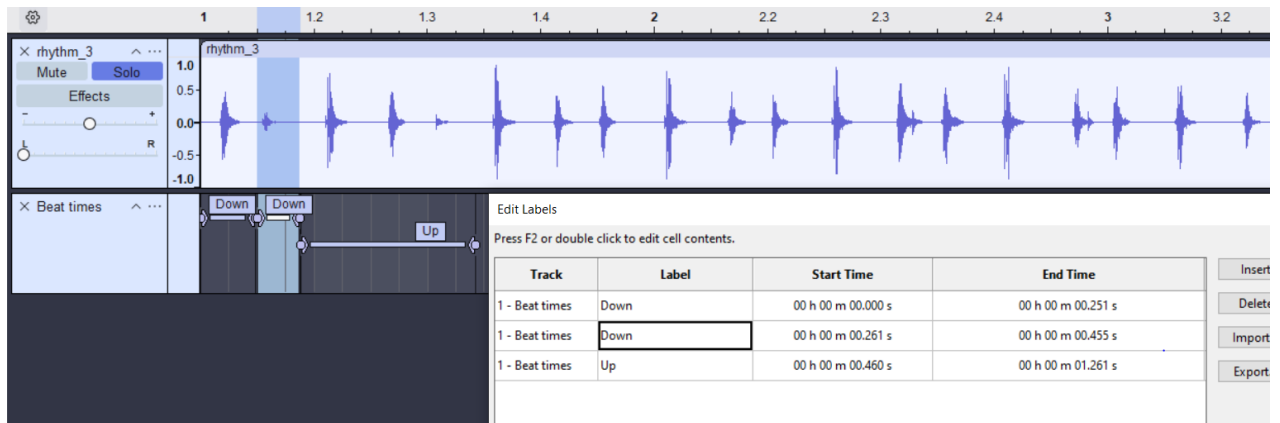 1 1.2 1.3 1.4 2 2.2 2.3 2.4 3 3.2
rhythm_3
rhythm_3
Mute Solo
Effects
- +
L R
1.0
0.5-
0.0-
-0.5-
-1.0
Beat times
Down Down
Up
Edit Labels
Press F2 or double click to edit cell contents.
Track Label Start Time End Time
1 - Beat times Down 00 h 00 m 00.000 s 00 h 00 m 00.251 s
1 - Beat times Down 00 h 00 m 00.261 s 00 h 00 m 00.455 s
1 - Beat times Up 00 h 00 m 00.460 s 00 h 00 m 01.261 s
Insert
Delete
Import
Export.